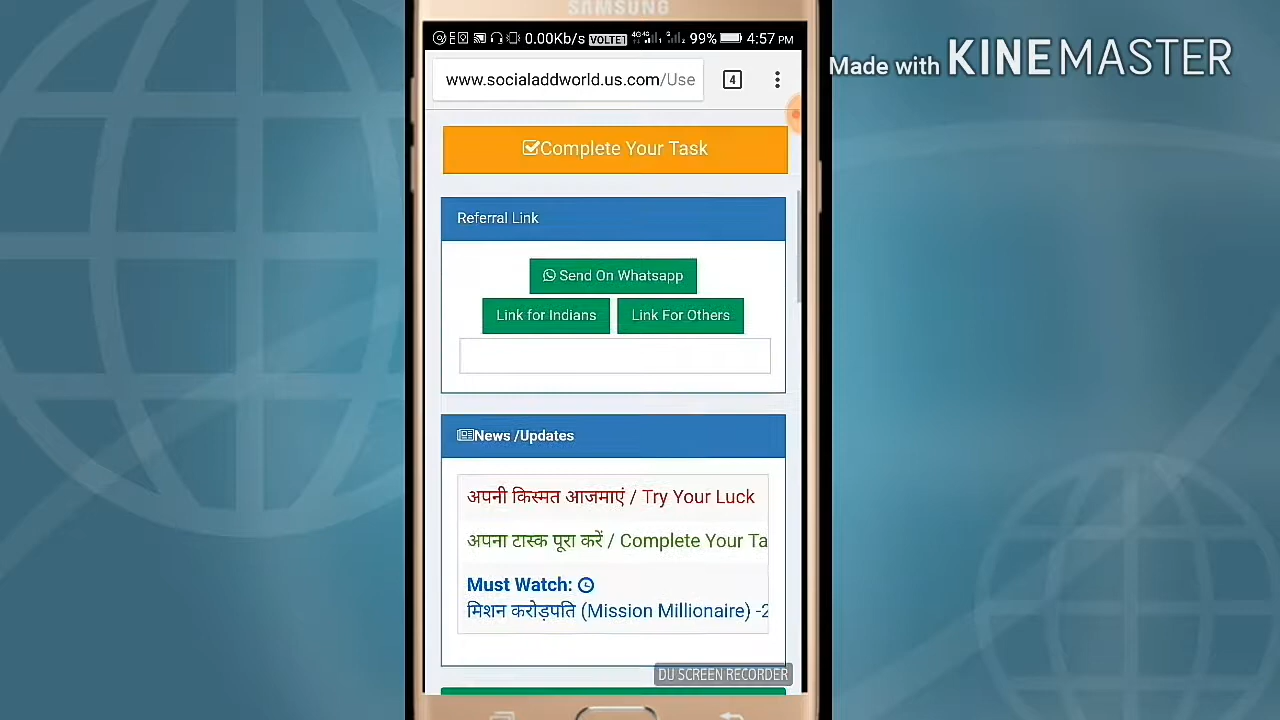 SAMSUNG
0.00Kb/s VOLTE1 4G 99% 4:57 PM
Made with KINEMASTER
www.socialaddworld.us.com/Use
4
Complete Your Task
Referral Link
Send On Whatsapp
Link for Indians Link For Others
News /Updates
अपनी किस्मत आजमाएं / Try Your Luck
अपना टास्क पूरा करें / Complete Your Ta
Must Watch:
मिशन करोड़पति (Mission Millionaire) -2
DU SCREEN RECORDER